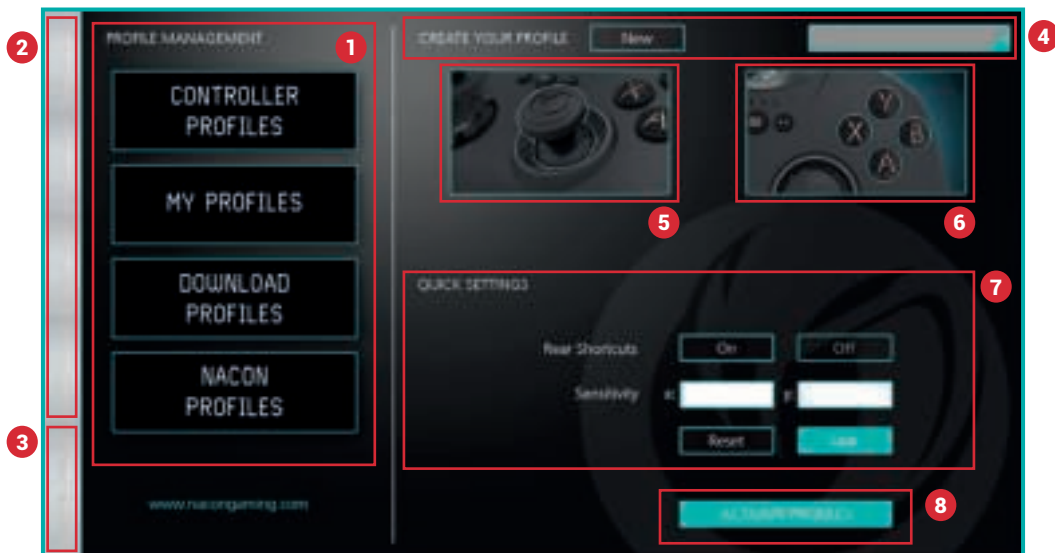 2
PROFILE MANAGEMENT
1
CREATE YOUR PROFILE
New
4
CONTROLLER
PROFILES
X
A
Y
X
B
A
MY PROFILES
5
6
DOWNLOAD
PROFILES
QUICK SETTINGS
7
Rear Shortcuts
On
Off
NACON
PROFILES
Sensitivity
x:
y:
3
Reset
www.nacongaming.com
8